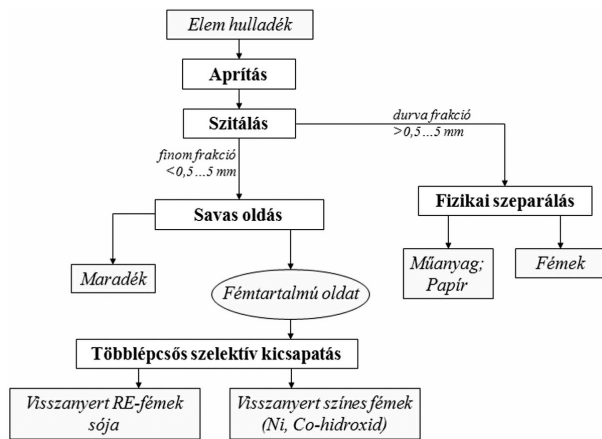 Elem hulladék
Aprítás
Szitálás
durva frakció
>0,5...5 mm
finom frakció
<0,5...5 mm
Savas oldás
Fizikai szeparálás
Maradék
Fémtartalmú oldat
Műanyag;
Papír
Fémek
Többlépcsős szelektív kicsapatás
Visszanyert RE-fémek
sója
Visszanyert színes fémek
(Ni, Co-hidroxid)